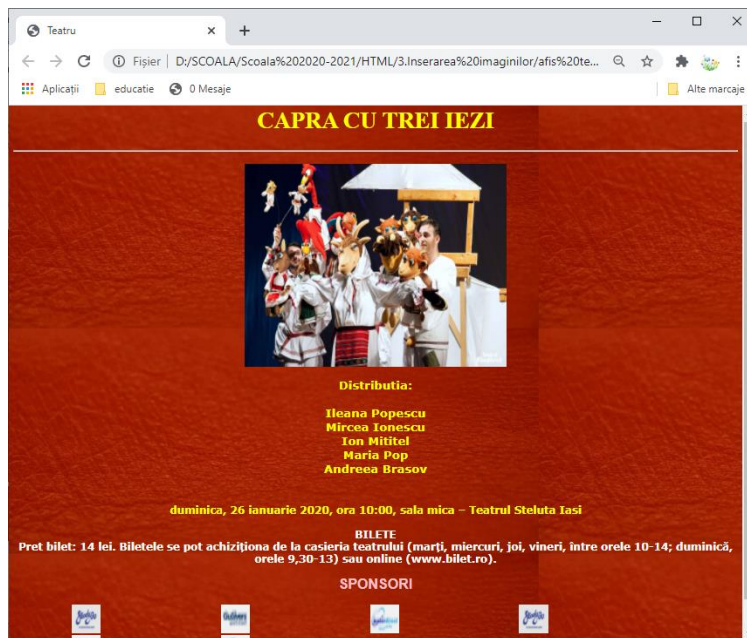 Teatru
Fișier | D:/SCOALA/Scoala%202020-2021/HTML/3.Inserarea%20imaginilor/afis%20te...
Aplicații educatie 0 Mesaje Alte marcaje
CAPRA CU TREI IEZI
Distributia:
Ileana Popescu
Mircea Ionescu
Ion Mititel
Maria Pop
Andreea Brasov
duminica, 26 ianuarie 2020, ora 10:00, sala mica – Teatrul Steluta Iasi
BILETE
Pret bilet: 14 lei. Biletele se pot achiziționa de la casieria teatrului (marți, miercuri, joi, vineri, între orele 10-14; duminică,
orele 9,30-13) sau online (www.bilet.ro).
SPONSORI